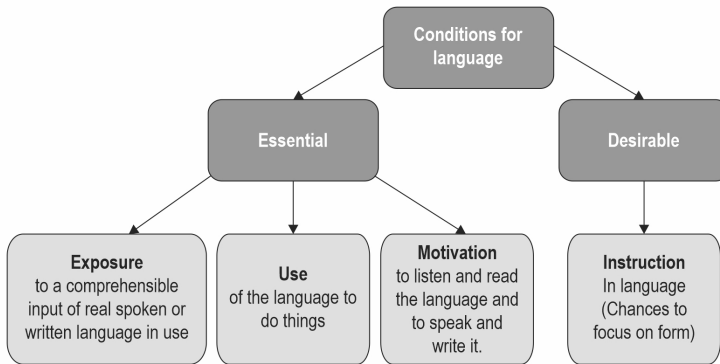 Conditions for
language
Essential
Desirable
Exposure
to a comprehensible
input of real spoken or
written language in use
Use
of the language to
do things
Motivation
to listen and read
the language and
to speak and
write it.
Instruction
In language
(Chances to
focus on form)